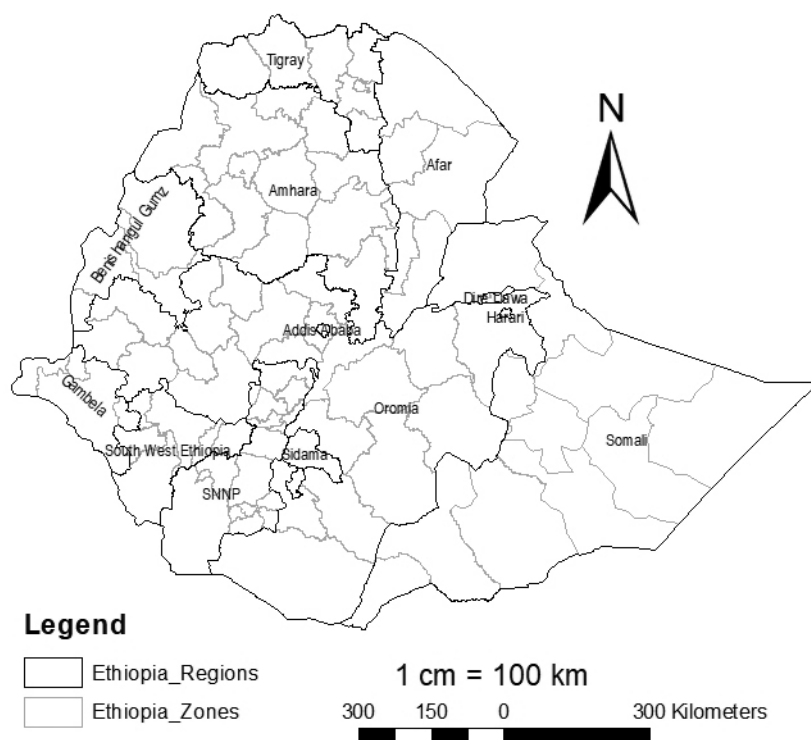 N
Tigray
Afar
Amhara
Benishangul Gumz
Dire Dawa
Harari
Addis Ababa
Gambela
Oromia
South West Ethiopia
Sidama
Somali
SNNP
Legend
Ethiopia_Regions
Ethiopia_Zones
1 cm = 100 km
300 150 0 300 Kilometers